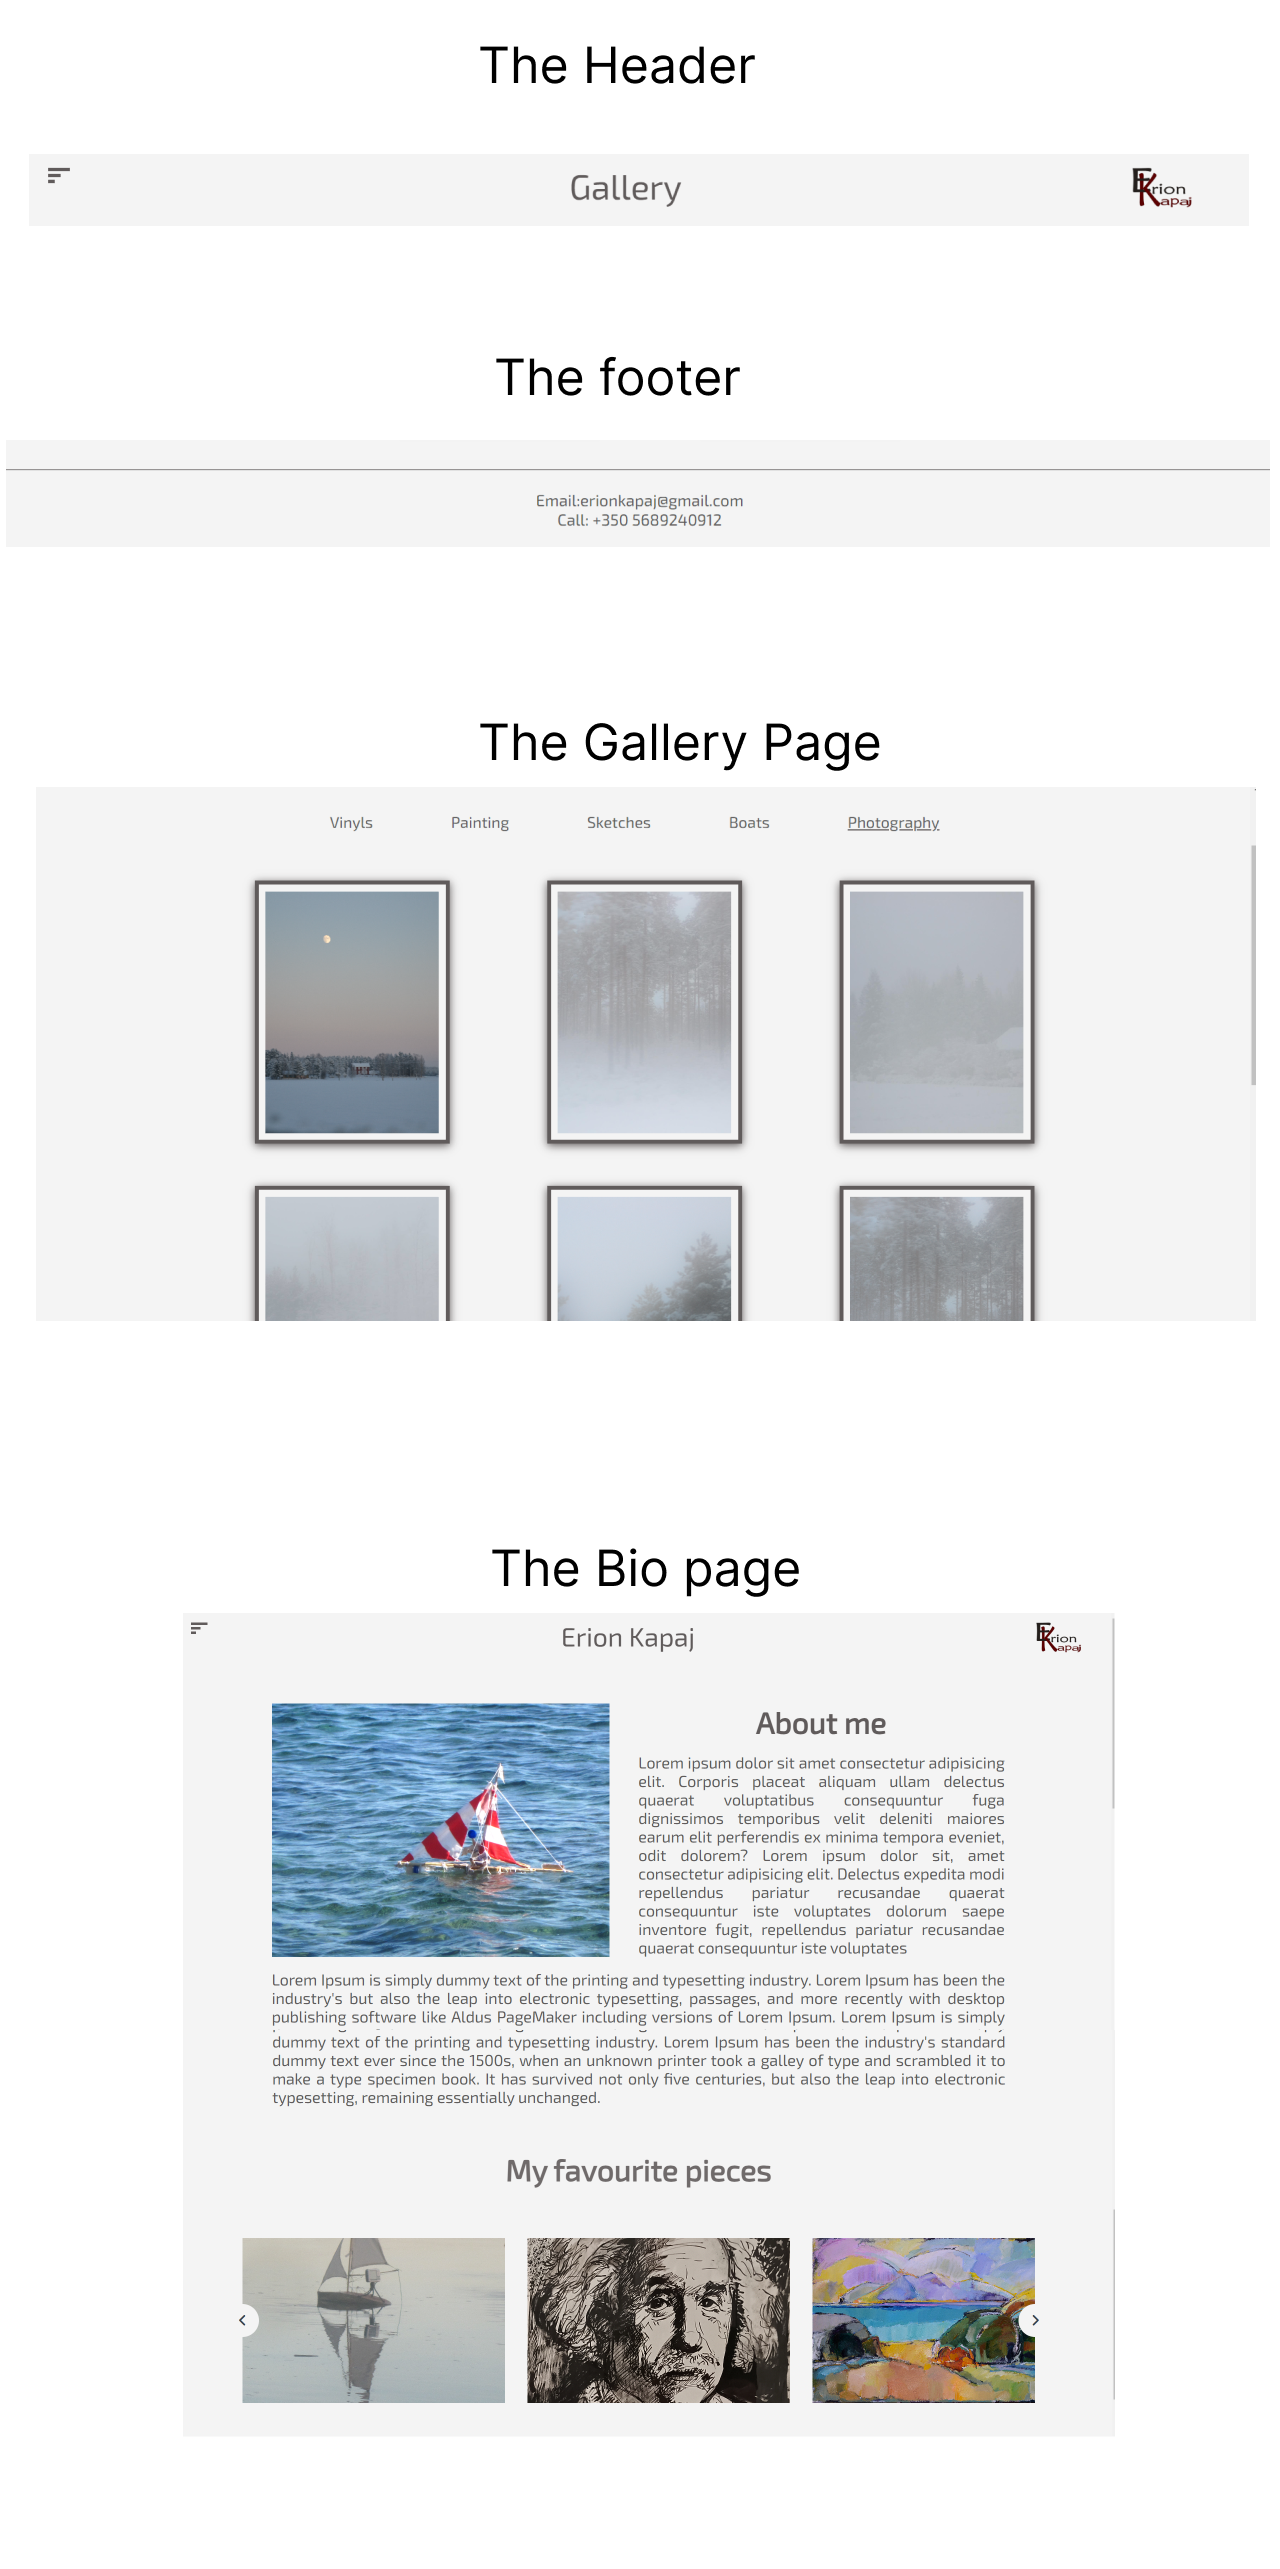 The Header
Gallery
Erion
Kapaj
The footer
Email:erionkapaj@gmail.com
Call: +350 5689240912
The Gallery Page
Vinyls Painting Sketches Boats Photography
The Bio page
Erion Kapaj
Erion
Kapaj
About me
Lorem ipsum dolor sit amet consectetur adipisicing
elit. Corporis placeat aliquam ullam delectus
quaerat voluptatibus consequuntur fuga
dignissimos temporibus velit deleniti maiores
earum elit perferendis ex minima tempora eveniet,
odit dolorem? Lorem ipsum dolor sit, amet
consectetur adipisicing elit. Delectus expedita modi
repellendus pariatur recusandae quaerat
consequuntur iste voluptates dolorum saepe
inventore fugit, repellendus pariatur recusandae
quaerat consequuntur iste voluptates
Lorem Ipsum is simply dummy text of the printing and typesetting industry. Lorem Ipsum has been the
industry's but also the leap into electronic typesetting, passages, and more recently with desktop
publishing software like Aldus PageMaker including versions of Lorem Ipsum. Lorem Ipsum is simply
dummy text of the printing and typesetting industry. Lorem Ipsum has been the industry's standard
dummy text ever since the 1500s, when an unknown printer took a galley of type and scrambled it to
make a type specimen book. It has survived not only five centuries, but also the leap into electronic
typesetting, remaining essentially unchanged.
My favourite pieces